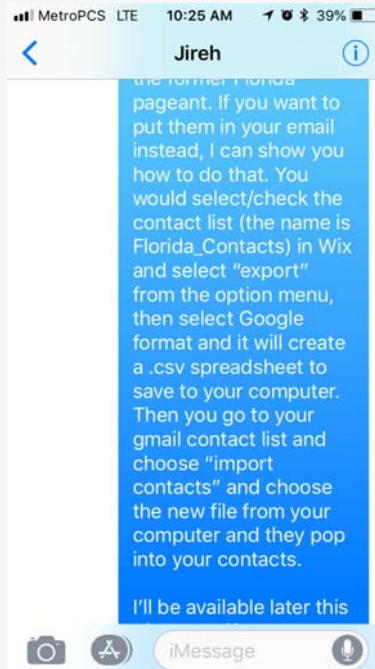 MetroPCS LTE 10:25 AM 39%
Jireh
the former Florida
pageant. If you want to
put them in your email
instead, I can show you
how to do that. You
would select/check the
contact list (the name is
Florida_Contacts) in Wix
and select “export”
from the option menu,
then select Google
format and it will create
a .csv spreadsheet to
save to your computer.
Then you go to your
gmail contact list and
choose “import
contacts” and choose
the new file from your
computer and they pop
into your contacts.
I’ll be available later this
iMessage